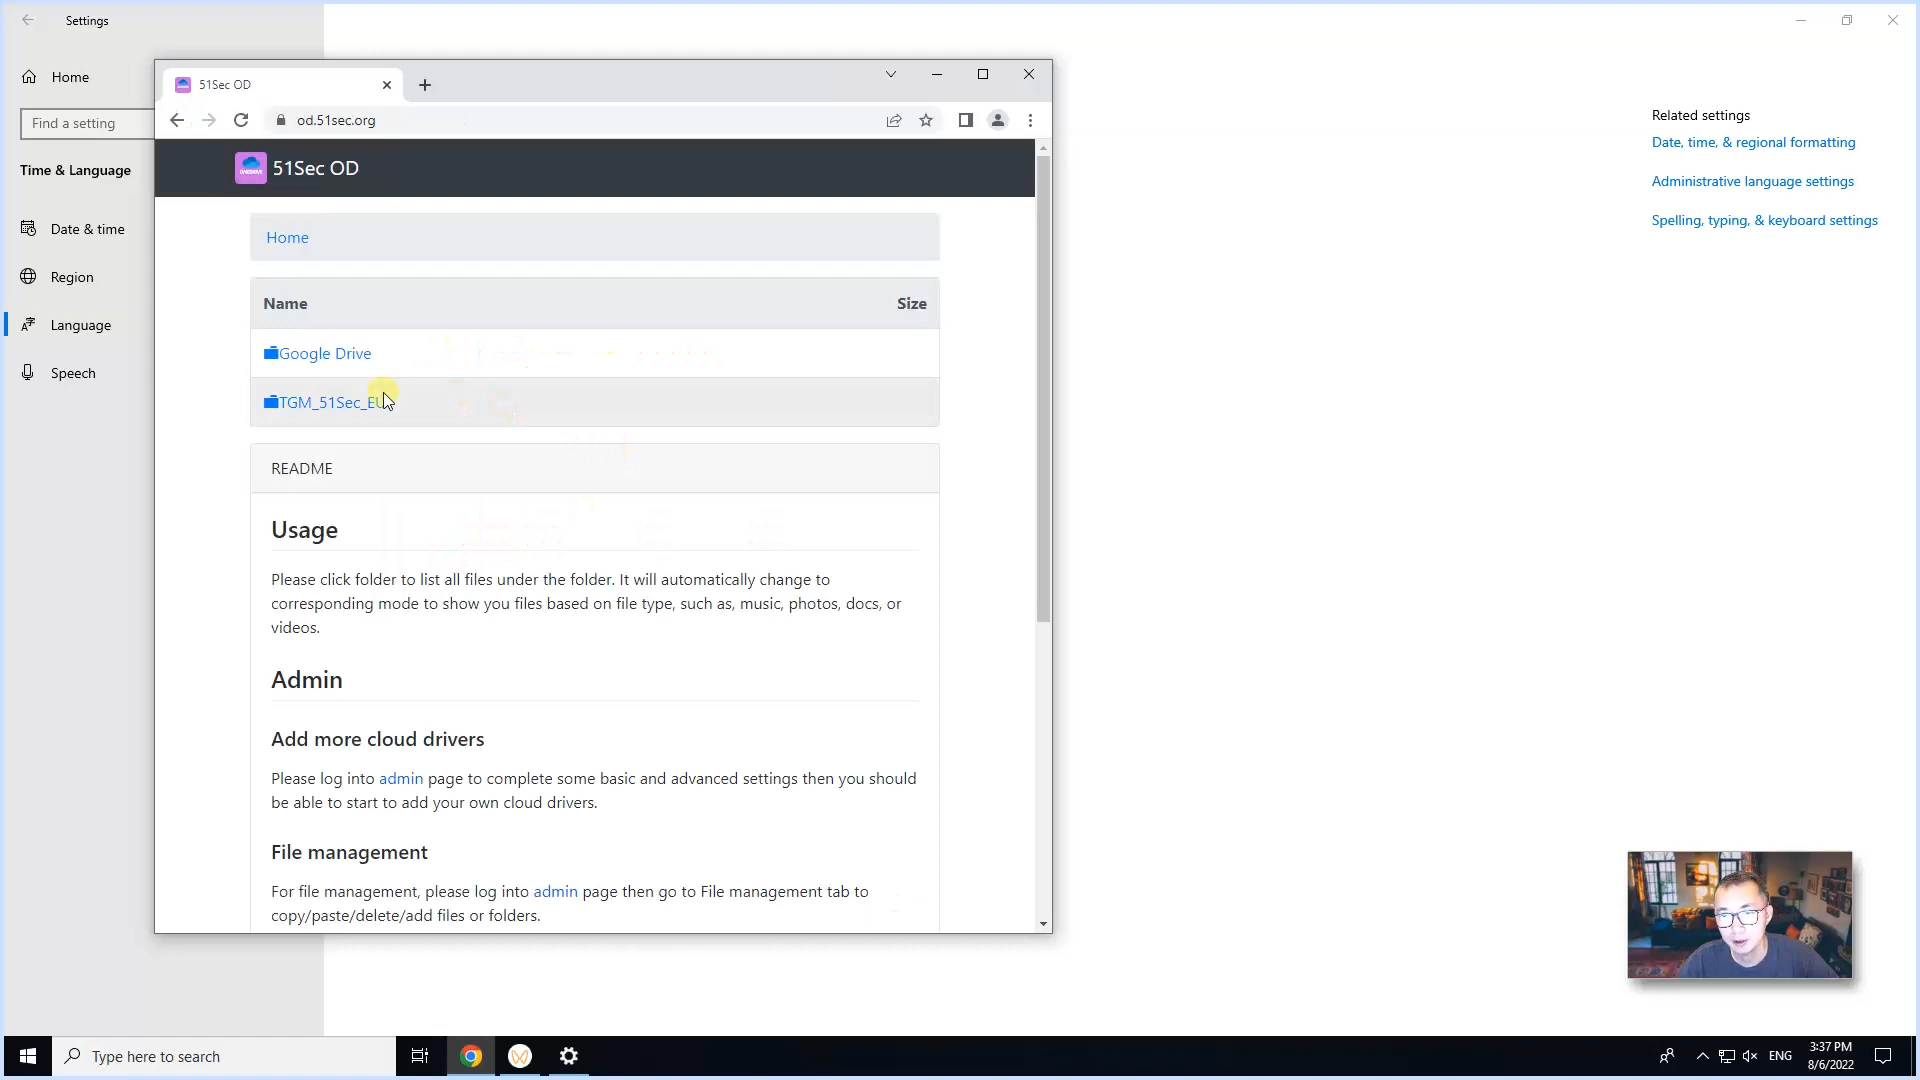 Settings
Home
Find a setting
Time & Language
Date & time
Region
Language
Speech
51Sec OD
od.51sec.org
51Sec OD
Home
Name Size
Google Drive
TGM_51Sec_EU
README
Usage
Please click folder to list all files under the folder. It will automatically change to
corresponding mode to show you files based on file type, such as, music, photos, docs, or
videos.
Admin
Add more cloud drivers
Please log into admin page to complete some basic and advanced settings then you should
be able to start to add your own cloud drivers.
File management
For file management, please log into admin page then go to File management tab to
copy/paste/delete/add files or folders.
Related settings
Date, time, & regional formatting
Administrative language settings
Spelling, typing, & keyboard settings
Type here to search
ENG
3:37 PM
8/6/2022